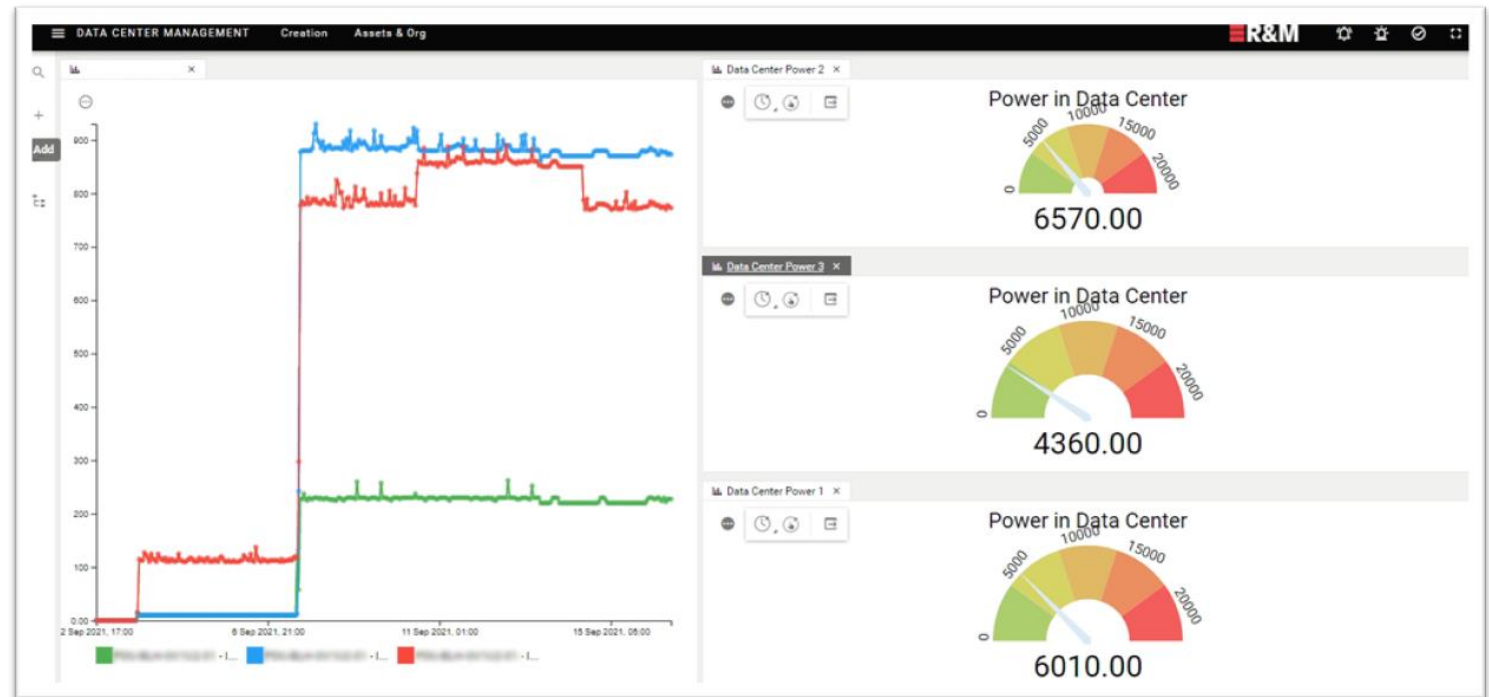 DATA CENTER MANAGEMENT Creation Assets & Org R&M
Add
900
800
700
600
500
400
300
200
100
0.00
2 Sep 2021, 17:00 6 Sep 2021, 21:00 11 Sep 2021, 01:00 15 Sep 2021, 05:00
- I... - I... - I...
Data Center Power 2 ×
Power in Data Center
0 5000 10000 15000 20000
6570.00
Data Center Power 3 ×
Power in Data Center
0 5000 10000 15000 20000
4360.00
Data Center Power 1 ×
Power in Data Center
0 5000 10000 15000 20000
6010.00